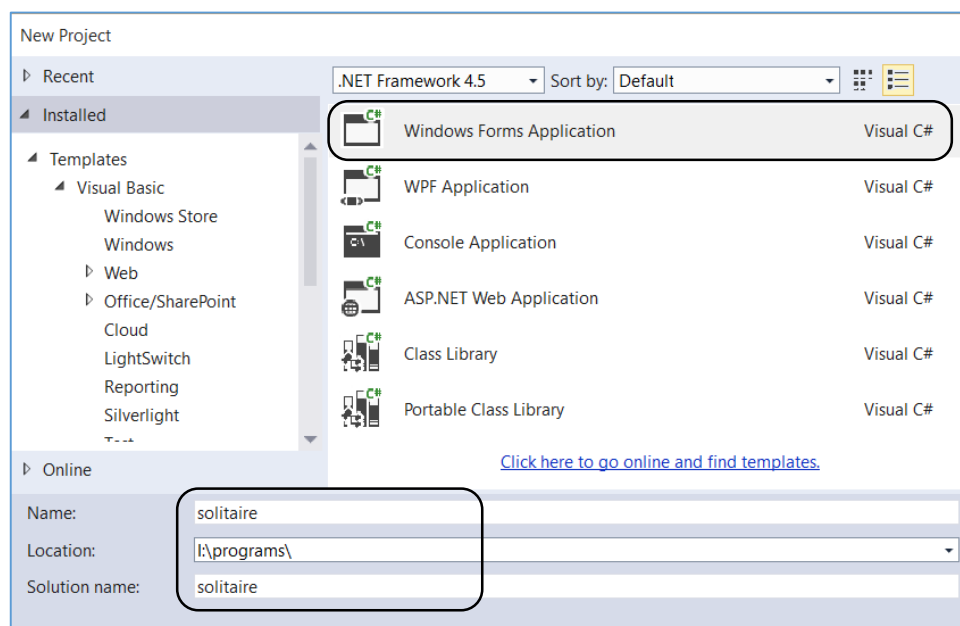 New Project
Recent
.NET Framework 4.5 Sort by: Default
Installed
C# Windows Forms Application Visual C#
Templates
Visual Basic
C# WPF Application Visual C#
Windows Store
Windows
C# C:\ Console Application Visual C#
Web
Office/SharePoint
C# ASP.NET Web Application Visual C#
Cloud
LightSwitch
C# Class Library Visual C#
Reporting
Silverlight
C# Portable Class Library Visual C#
Online
Click here to go online and find templates.
Name: solitaire
Location: I:\programs\
Solution name: solitaire